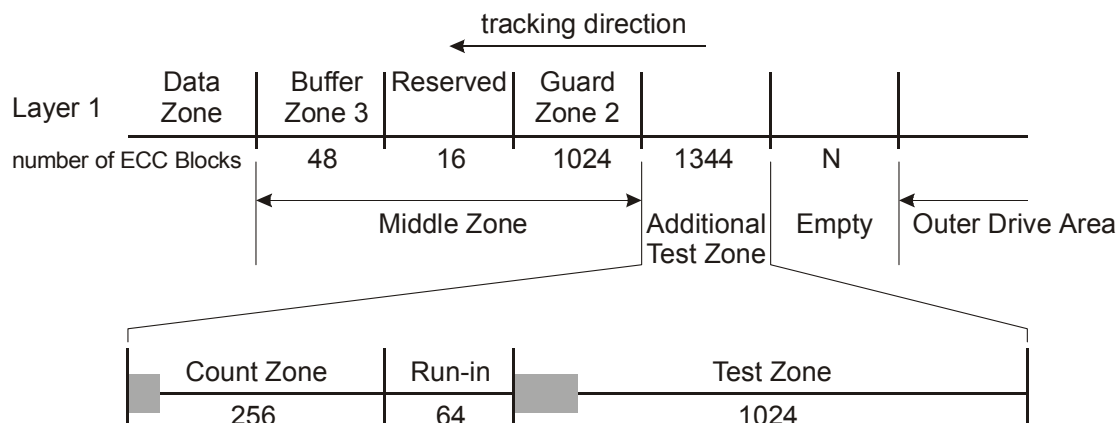 tracking direction
Data Zone
Buffer Zone 3
Reserved
Guard Zone 2
Layer 1
number of ECC Blocks
48
16
1024
1344
N
Middle Zone
Additional Test Zone
Empty
Outer Drive Area
Count Zone
Run-in
Test Zone
256
64
1024